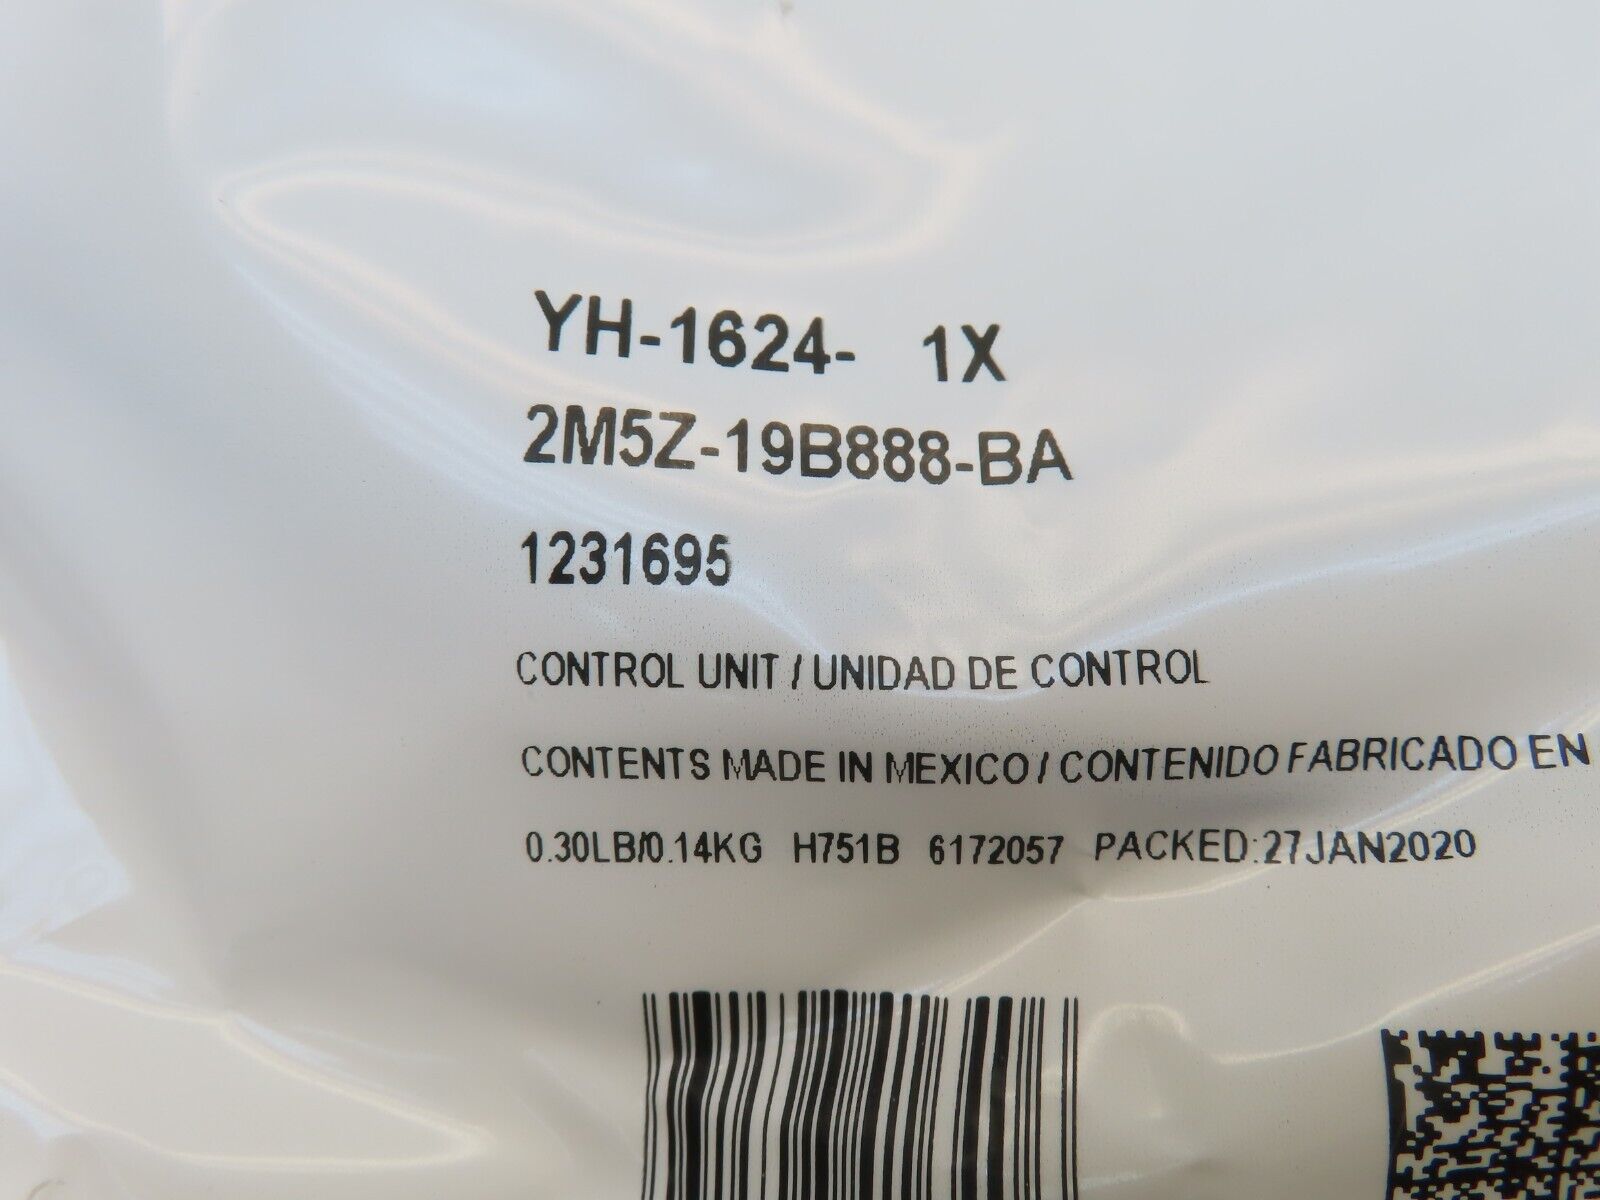 YH-1624- 1X
2M5Z-19B888-BA
1231695
CONTROL UNIT / UNIDAD DE CONTROL
CONTENTS MADE IN MEXICO / CONTENIDO FABRICADO EN
0.30LB/0.14KG H751B 6172057 PACKED:27JAN2020